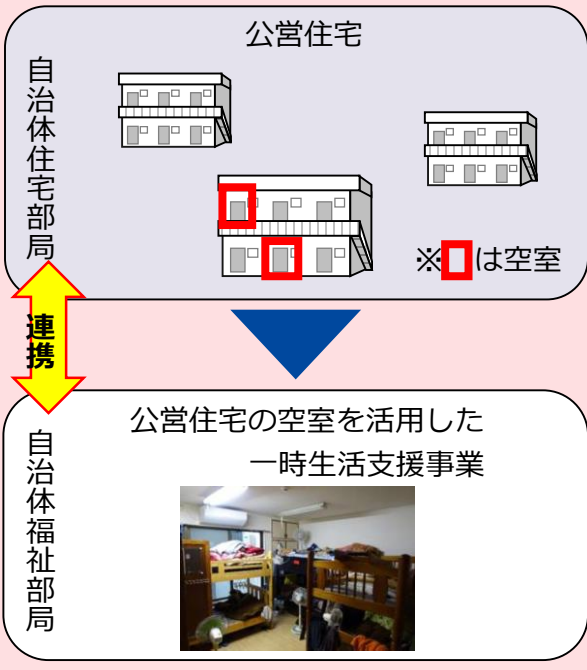 公営住宅
自治体住宅部局
※は空室
連携
公営住宅の空室を活用した
一時生活支援事業
自治体福祉部局